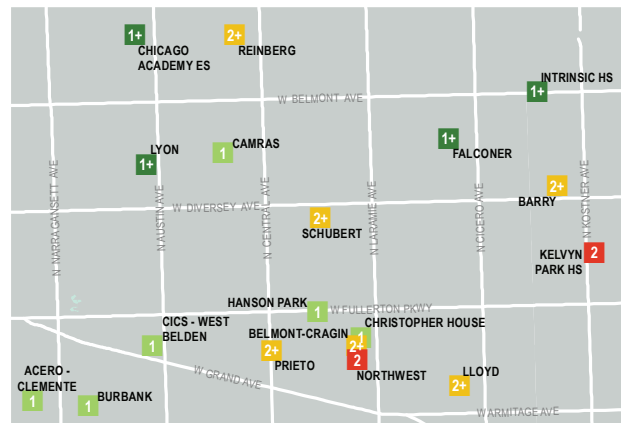 1+
CHICAGO
ACADEMY ES
2+
REINBERG
INTRINSIC HS
1+
W BELMONT AVE
1+
LYON
1
CAMRAS
1+
FALCONER
N NARRAGANSETT AVE
N AUSTIN AVE
N CENTRAL AVE
N LARAMIE AVE
N CICERO AVE
N KOSTNER AVE
2+
BARRY
W DIVERSEY AVE
2+
SCHUBERT
KELVYN
PARK HS
2
HANSON PARK
1
W FULLERTON PKWY
CICS - WEST
BELDEN
1
BELMONT-CRAGIN
2+
CHRISTOPHER HOUSE
1
2+
PRIETO
2
NORTHWEST
W GRAND AVE
LLOYD
2+
ACERO -
CLEMENTE
1
1
BURBANK
W ARMITAGE AVE